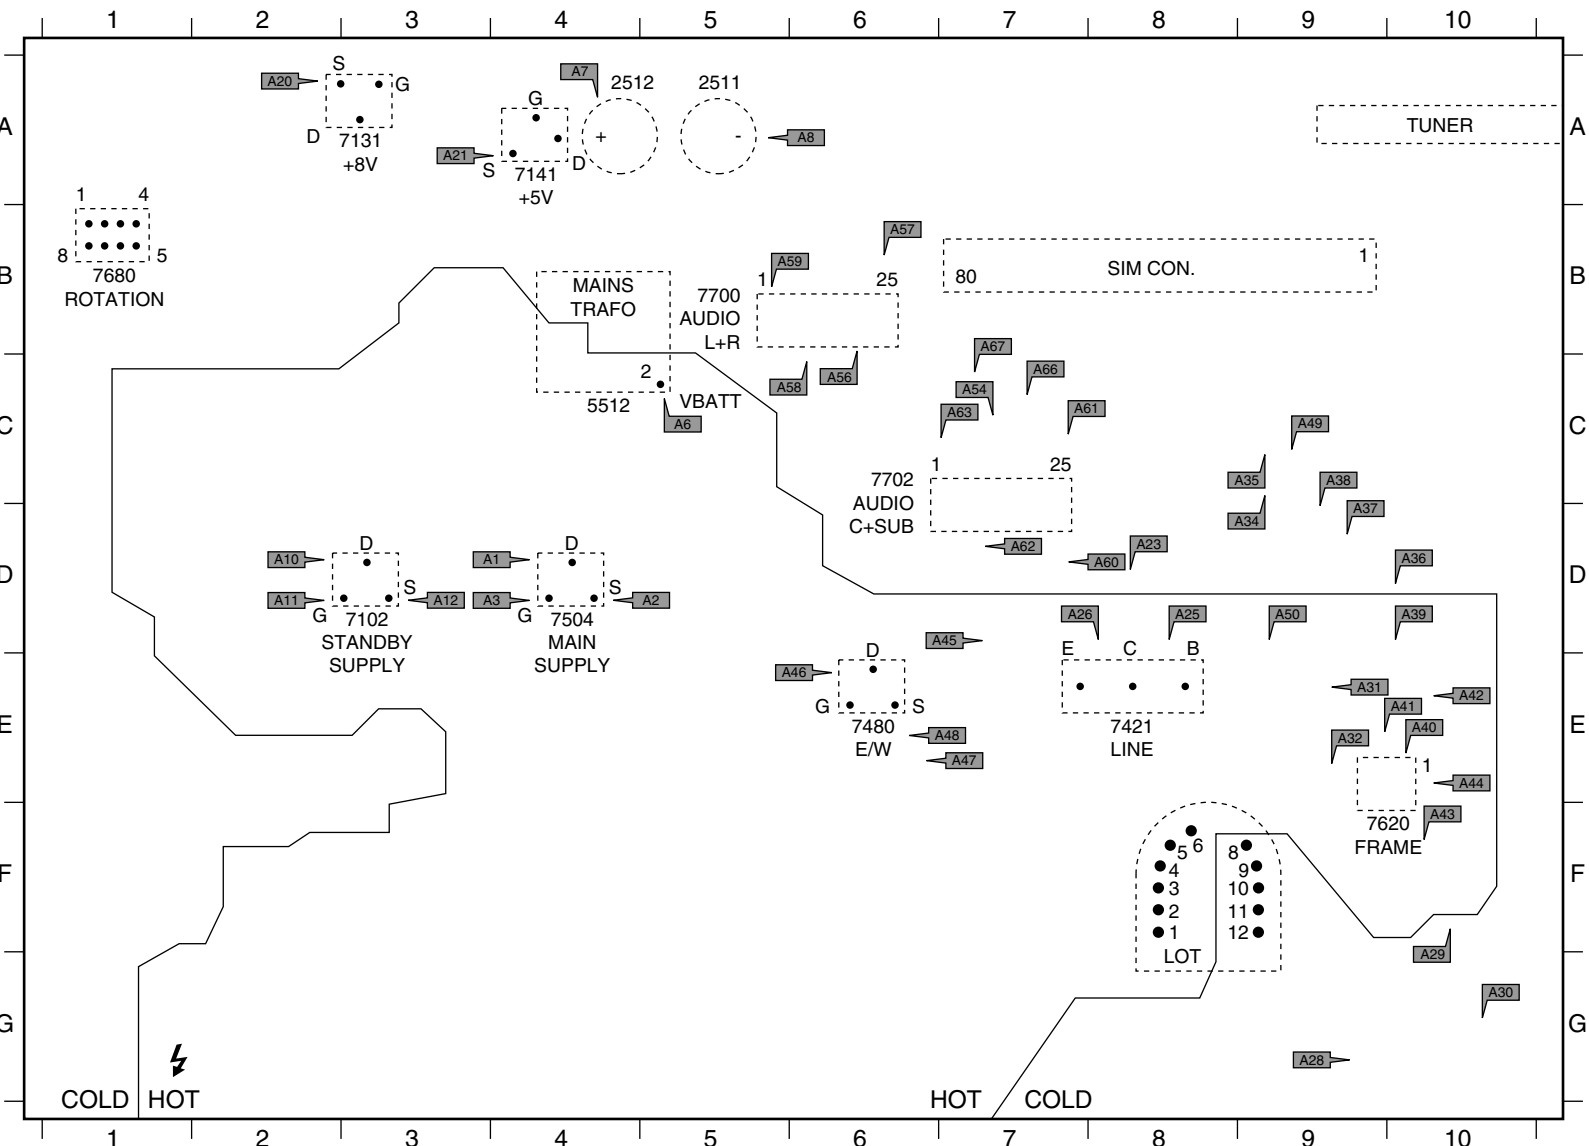 1 2 3 4 5 6 7 8 9 10
A20 S G D
7131
+8V
A7 2512 2511
G
A21 S D
7141
+5V
+ - A8
TUNER
A A
1 4
8 5
7680
ROTATION
B B
MAINS
TRAFO
7700
AUDIO
L+R
A59 A57
1 25
80 SIM CON. 1
2
5512
VBATT
A6
A58 A56
A67
A66
A54
A63 A61
A49
C C
7702
AUDIO
C+SUB
1 25
A35 A38
A34 A37
A62 A60 A23
A36
D D
A10 D
A11 G S A12
7102
STANDBY
SUPPLY
A1 D
A3 G S A2
7504
MAIN
SUPPLY
A26 A25 A50 A39
A45
A46 D
G S
7480
E/W
A48
A47
E C B
7421
LINE
A31 A42
A41
A32 A40
1
A44
7620
FRAME
A43
E E
5 6 8
4 9
3 10
2 11
1 12
LOT
F F
A29
A30
A28
G G
COLD HOT HOT COLD
1 2 3 4 5 6 7 8 9 10